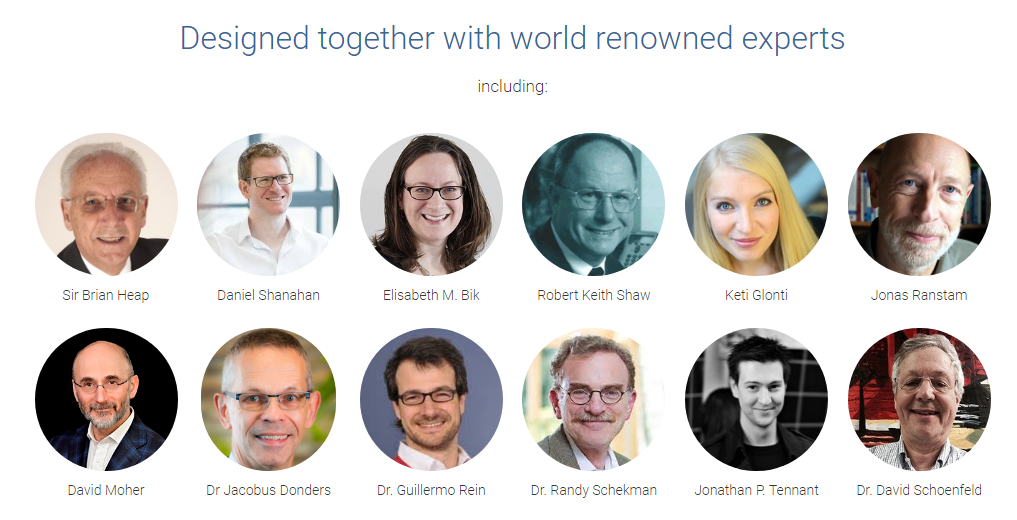 Designed together with world renowned experts
including:
Sir Brian Heap
Daniel Shanahan
Elisabeth M. Bik
Robert Keith Shaw
Keti Glonti
Jonas Ranstam
David Moher
Dr Jacobus Donders
Dr. Guillermo Rein
Dr. Randy Schekman
Jonathan P. Tennant
Dr. David Schoenfeld